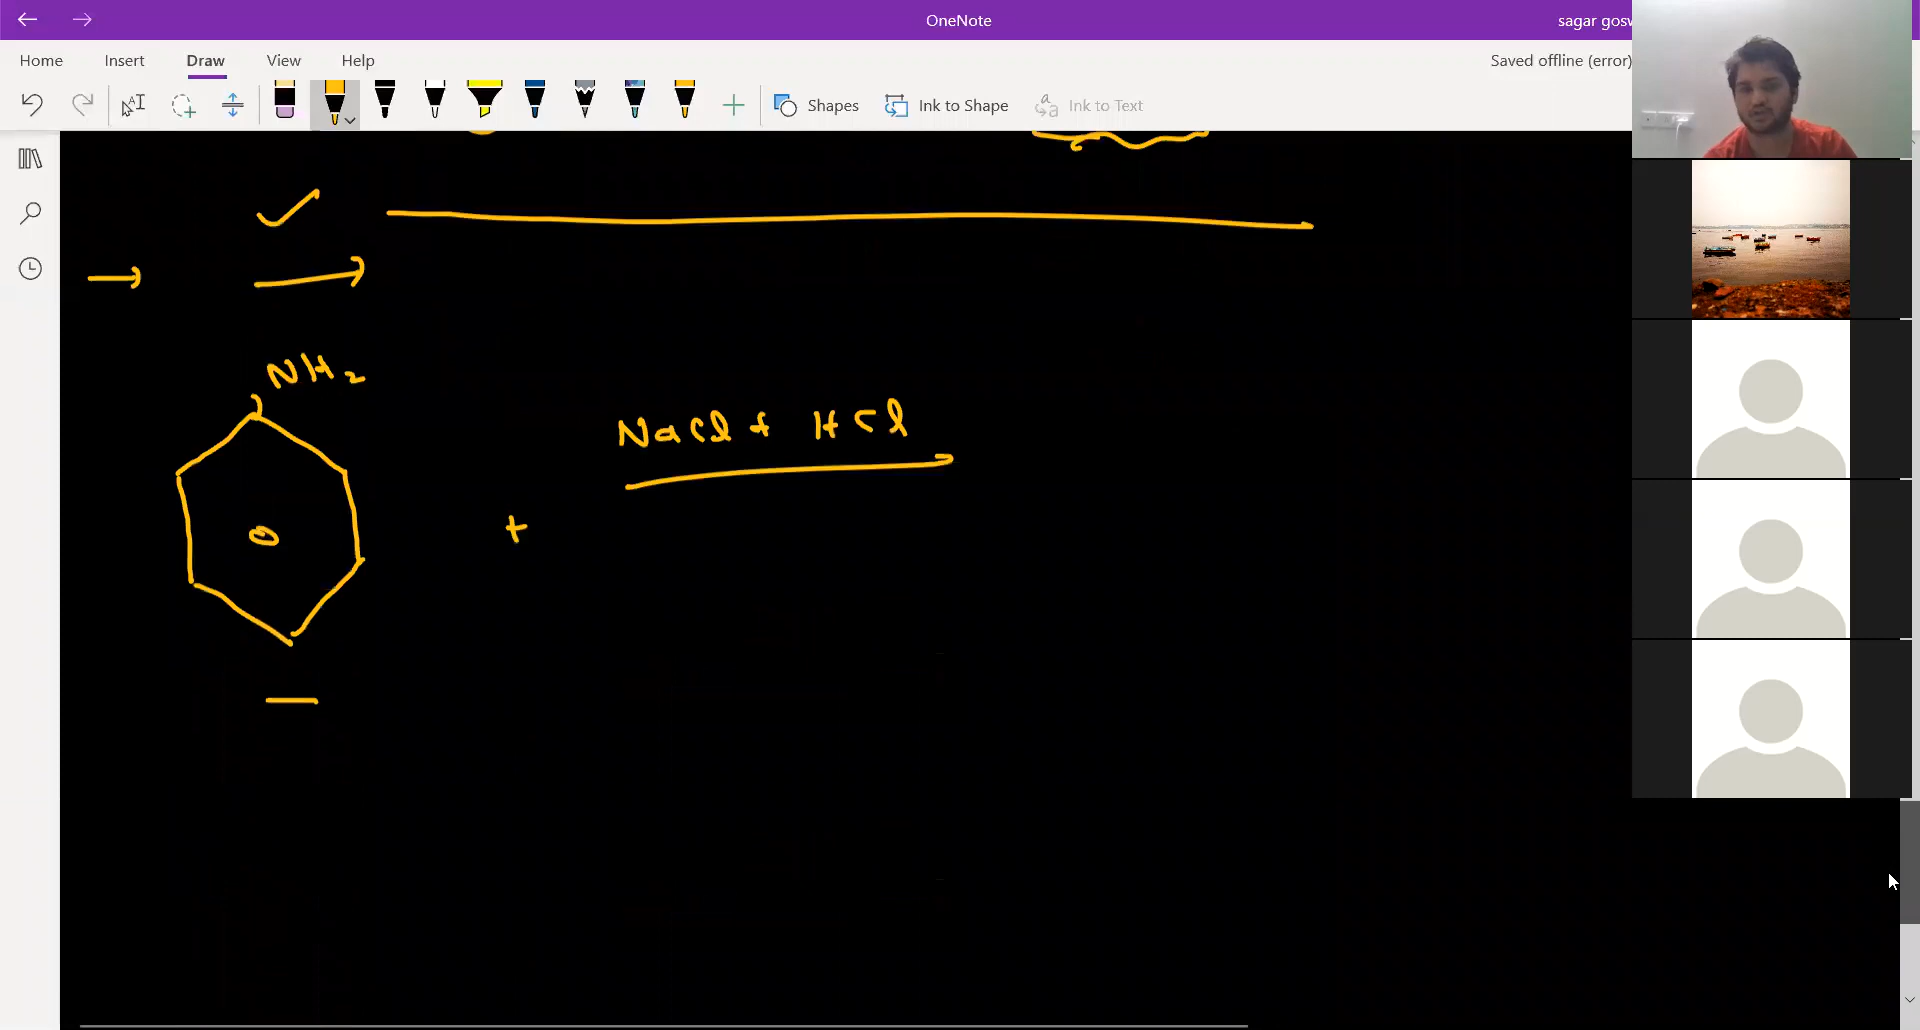 OneNote
sagar gosw
Home Insert Draw View Help
Saved offline (error)
Shapes Ink to Shape Ink to Text
NH2
NaCl + HCl
+